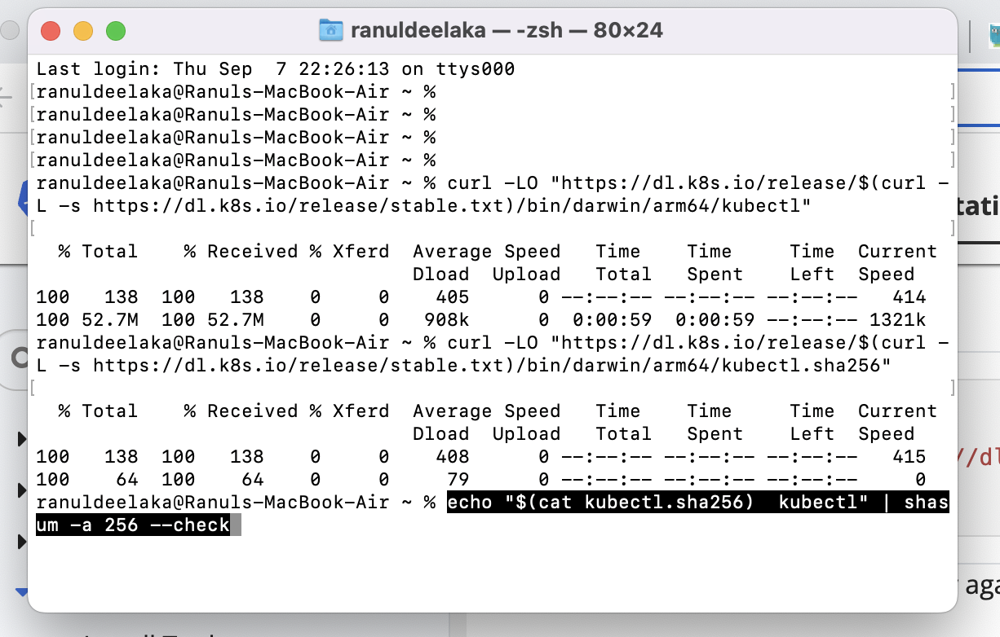 ranuldeelaka — -zsh — 80×24
Last login: Thu Sep  7 22:26:13 on ttys000
[ranuldeelaka@Ranuls-MacBook-Air ~ % ]
[ranuldeelaka@Ranuls-MacBook-Air ~ % ]
[ranuldeelaka@Ranuls-MacBook-Air ~ % ]
[ranuldeelaka@Ranuls-MacBook-Air ~ % ]
ranuldeelaka@Ranuls-MacBook-Air ~ % curl -LO "https://dl.k8s.io/release/$(curl -
L -s https://dl.k8s.io/release/stable.txt)/bin/darwin/arm64/kubectl"
[ ]
  % Total    % Received % Xferd  Average Speed   Time    Time     Time  Current
                                 Dload  Upload   Total   Spent    Left  Speed
100   138  100   138    0     0    405      0 --:--:-- --:--:-- --:--:--   414
100 52.7M  100 52.7M    0     0   908k      0  0:00:59  0:00:59 --:--:-- 1321k
ranuldeelaka@Ranuls-MacBook-Air ~ % curl -LO "https://dl.k8s.io/release/$(curl -
L -s https://dl.k8s.io/release/stable.txt)/bin/darwin/arm64/kubectl.sha256"
[ ]
  % Total    % Received % Xferd  Average Speed   Time    Time     Time  Current
                                 Dload  Upload   Total   Spent    Left  Speed
100   138  100   138    0     0    408      0 --:--:-- --:--:-- --:--:--   415
100    64  100    64    0     0     79      0 --:--:-- --:--:-- --:--:--     0
ranuldeelaka@Ranuls-MacBook-Air ~ % echo "$(cat kubectl.sha256)  kubectl" | shas
um -a 256 --check